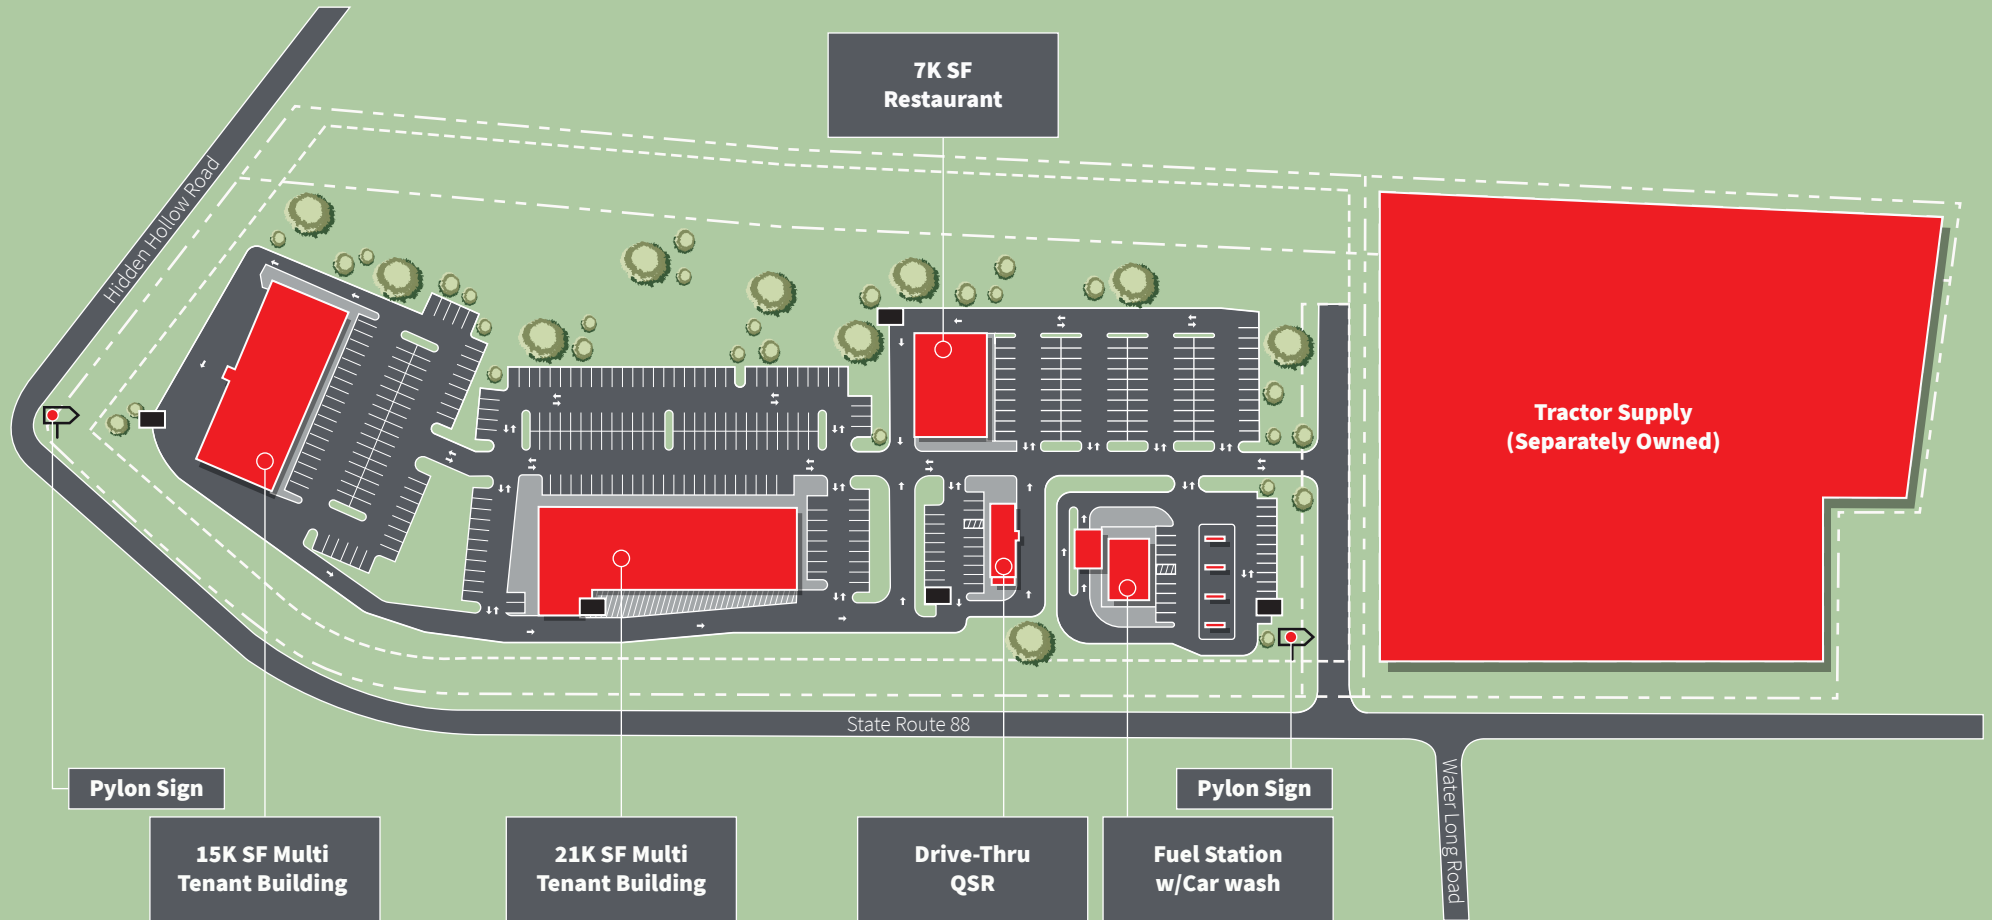 7K SF
Restaurant
Hidden Hollow Road
Tractor Supply
(Separately Owned)
State Route 88
Water Long Road
Pylon Sign
Pylon Sign
15K SF Multi
Tenant Building
21K SF Multi
Tenant Building
Drive-Thru
QSR
Fuel Station
w/Car wash